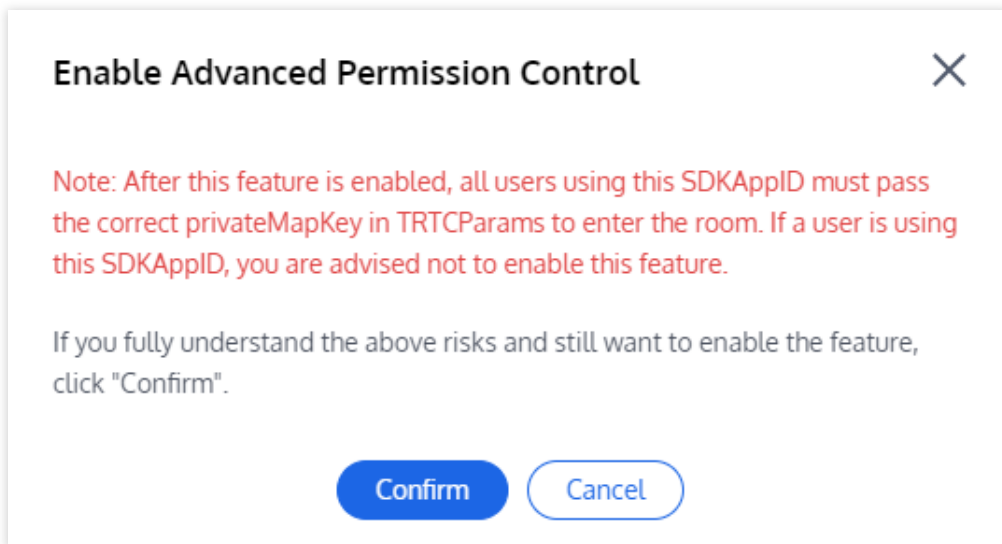 Enable Advanced Permission Control
Note: After this feature is enabled, all users using this SDKAppID must pass
the correct privateMapKey in TRTCParams to enter the room. If a user is using
this SDKAppID, you are advised not to enable this feature.
If you fully understand the above risks and still want to enable the feature,
click "Confirm".
Confirm
Cancel